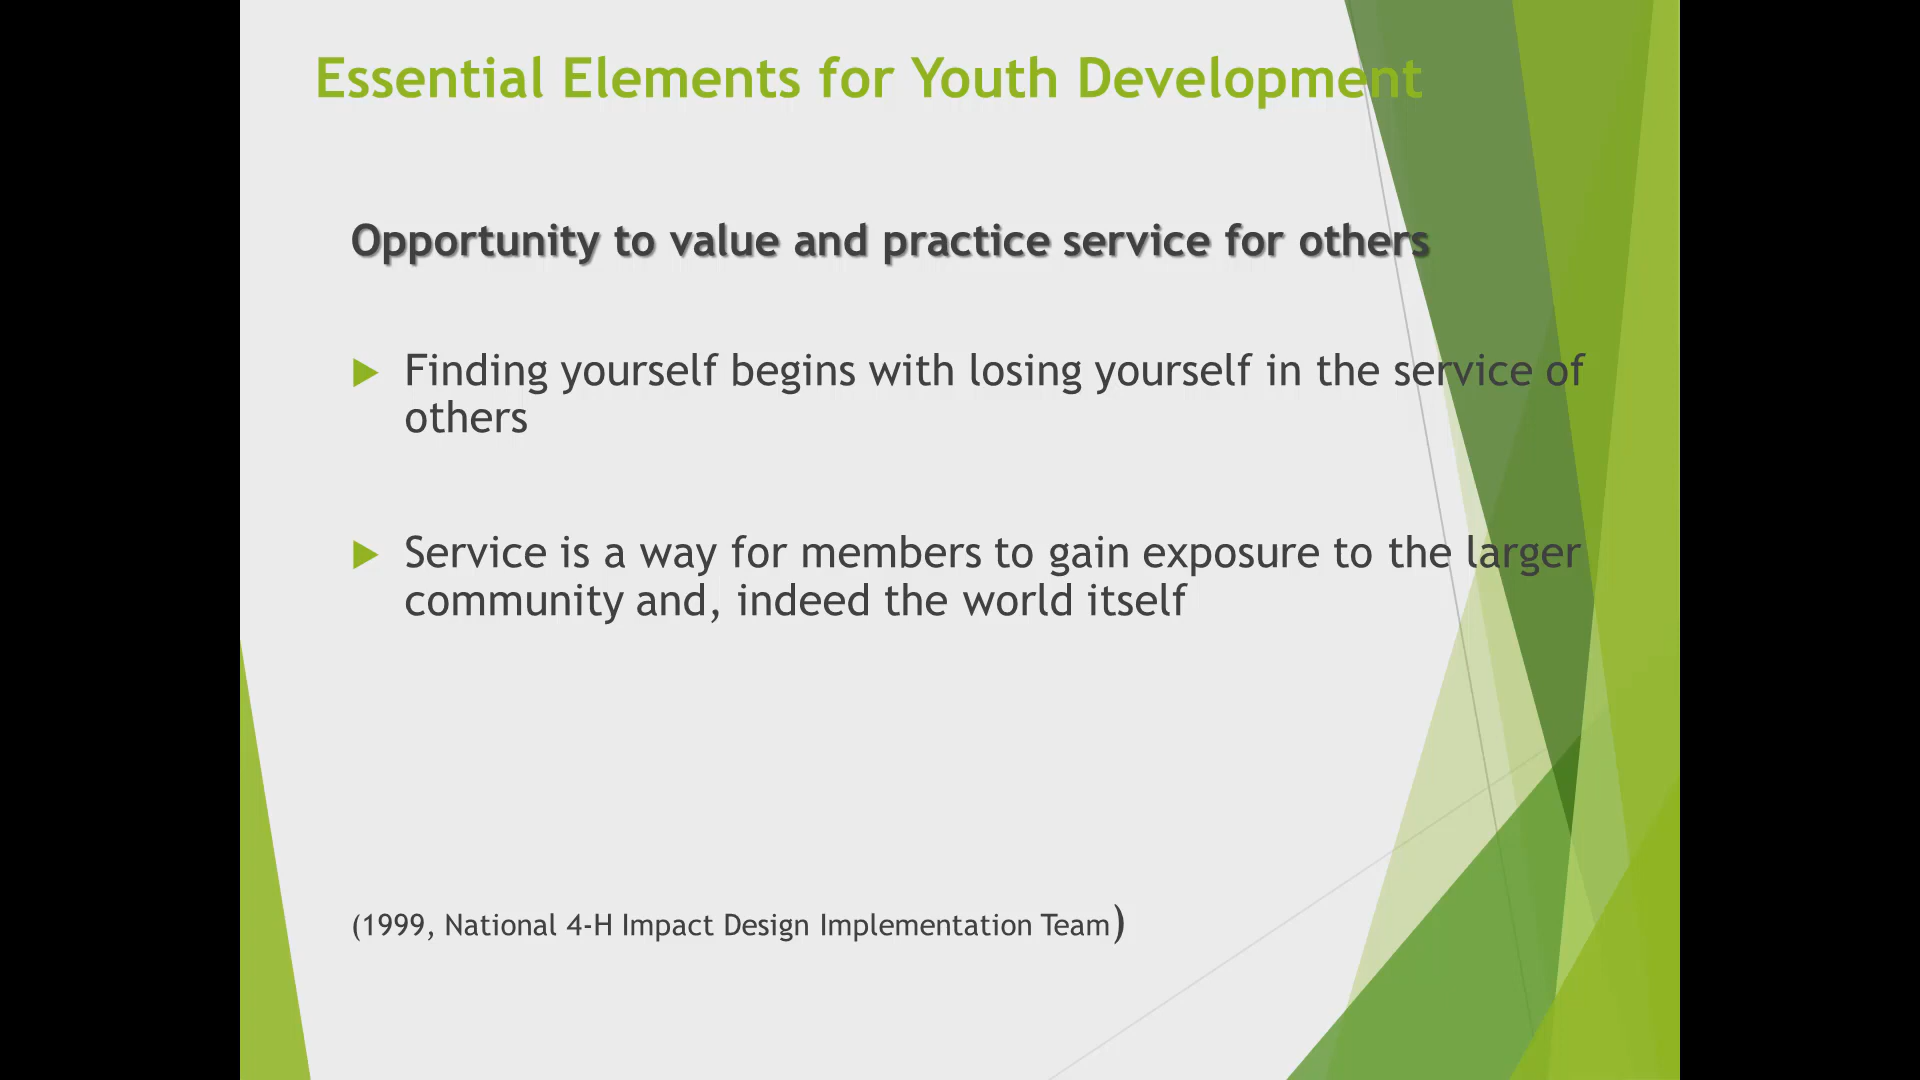 Essential Elements for Youth Development
Opportunity to value and practice service for others
Finding yourself begins with losing yourself in the service of
others
Service is a way for members to gain exposure to the larger
community and, indeed the world itself
(1999, National 4-H Impact Design Implementation Team)